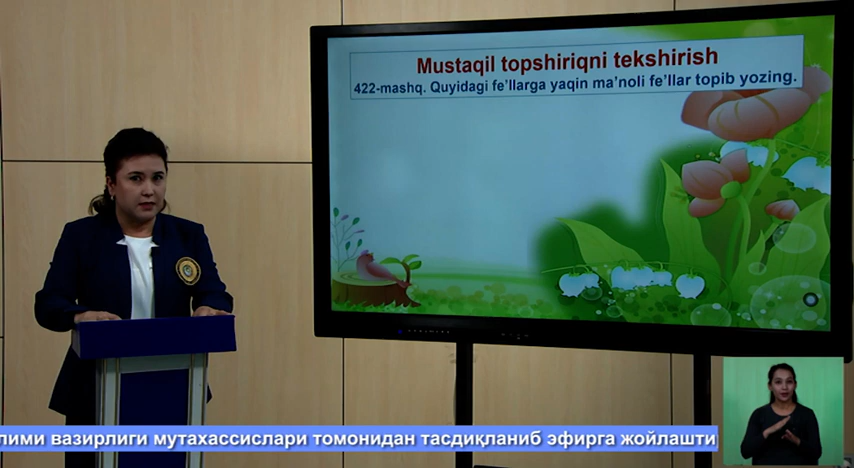 Mustaqil topshiriqni tekshirish
422-mashq. Quyidagi fe’llarga yaqin ma’noli fe’llar topib yozing.
лими вазирлиги мутахассислари томонидан тасдиқланиб эфирга жойлашти